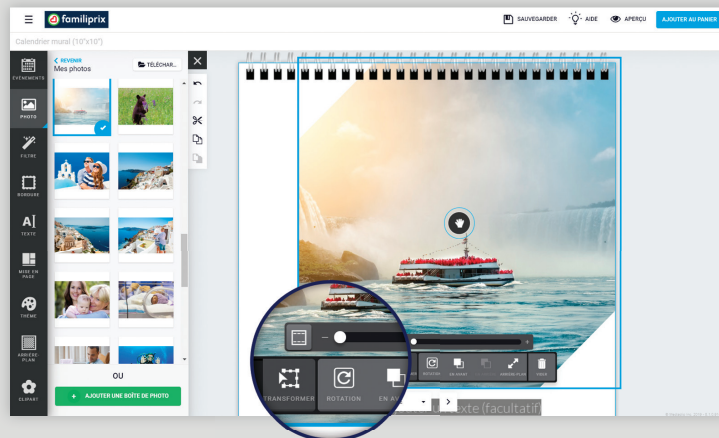 familiprix
SAUVEGARDER
AIDE
APERÇU
AJOUTER AU PANIER
Calendrier mural (10"x10")
ÉVÉNEMENTS
PHOTO
FILTRE
BORDURE
TEXTE
MISE EN
PAGE
THÈME
ARRIÈRE-
PLAN
CLIPART
REVENIR
Mes photos
TÉLÉCHAR...
OU
+ AJOUTER UNE BOÎTE DE PHOTO
TRANSFORMER
ROTATION
EN AV
ROTATION
EN AVANT
ARRIÈRE-PLAN
VIDER
texte (facultatif)